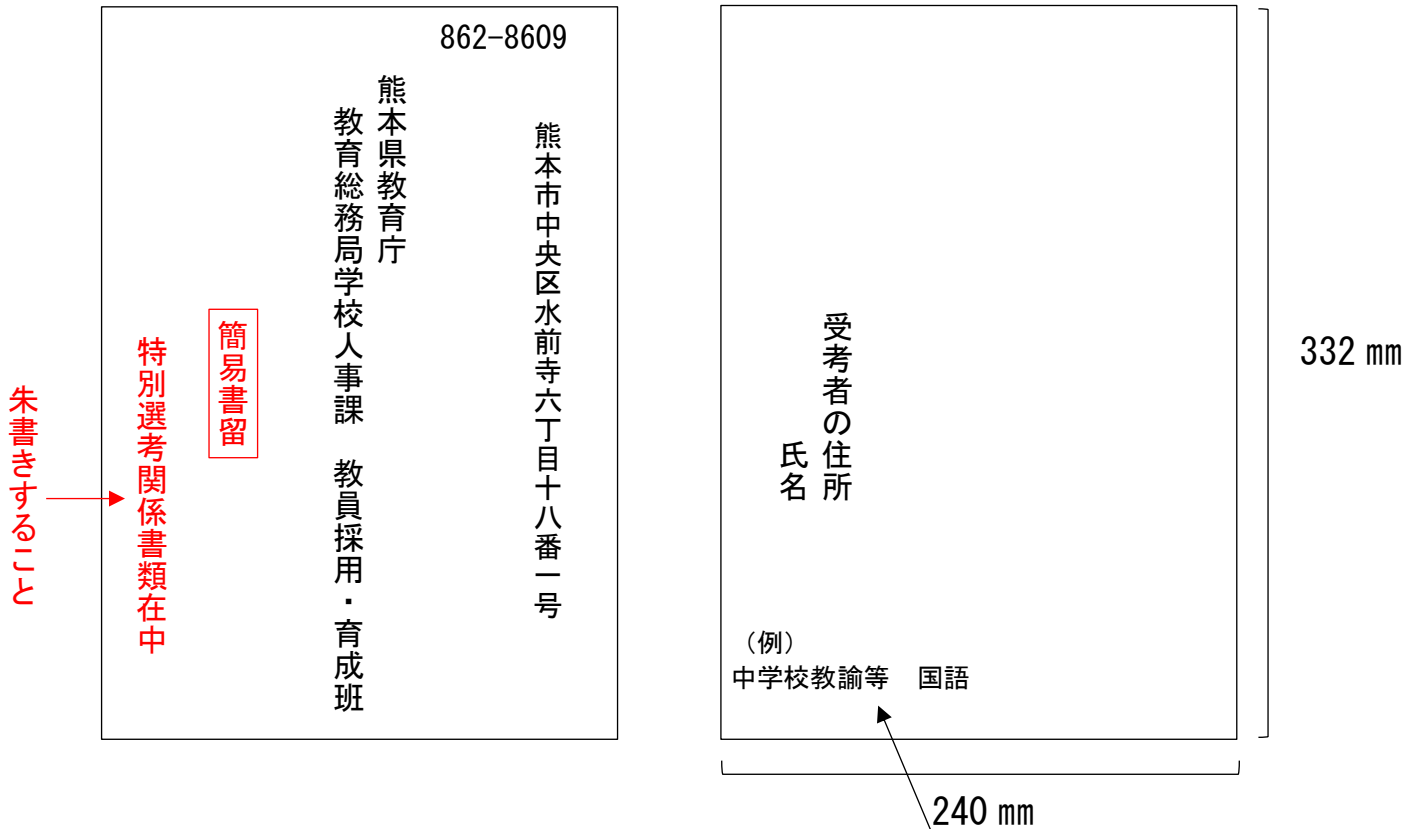 862-8609
熊本市中央区水前寺六丁目十八番一号
熊本県教育庁
教育総務局学校人事課　教員採用・育成班
簡易書留
特別選考関係書類在中
朱書きすること
受考者の住所
氏名
（例）
中学校教諭等　国語
332 mm
240 mm